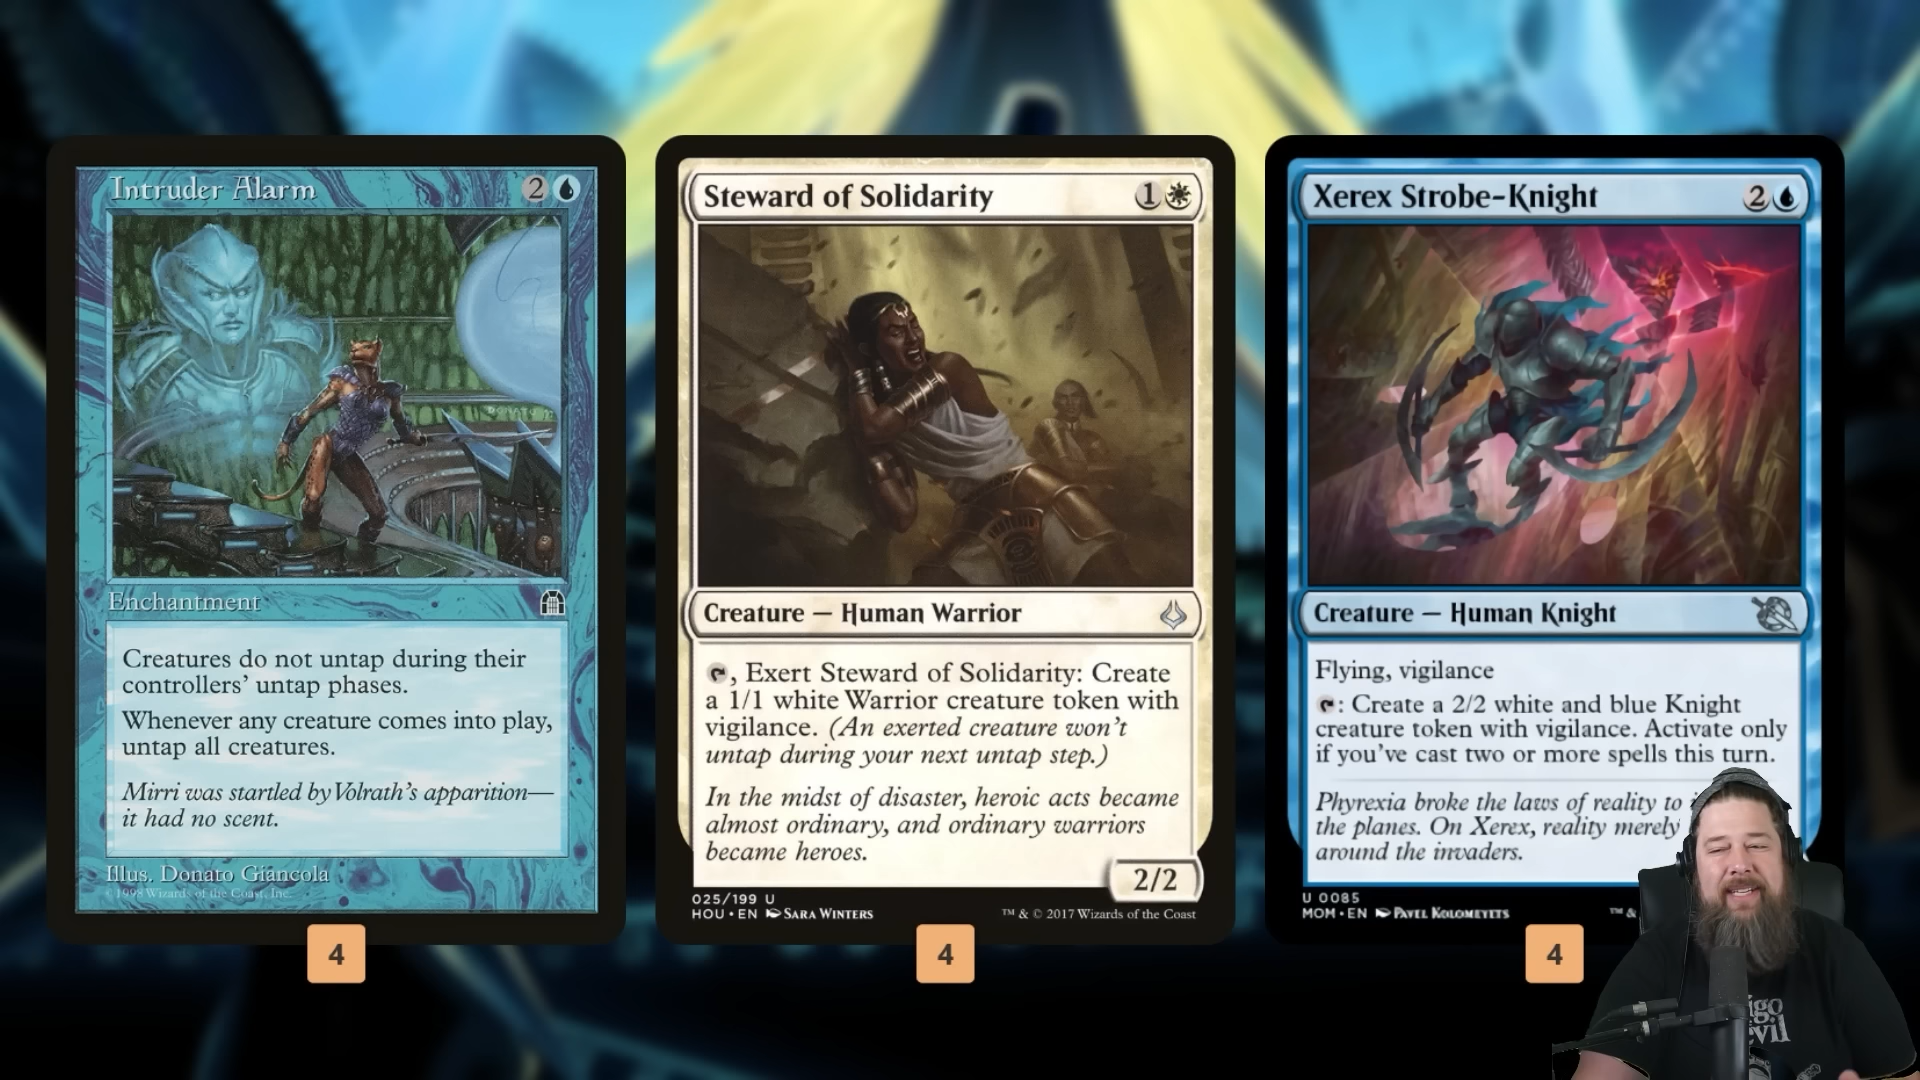 Intruder Alarm 2
Enchantment
Creatures do not untap during their
controllers' untap phases.
Whenever any creature comes into play,
untap all creatures.
Mirri was startled by Volrath's apparition—
it had no scent.
Illus. Donato Giancola
©1998 Wizards of the Coast, Inc.
4
Steward of Solidarity 1
Creature — Human Warrior
, Exert Steward of Solidarity: Create
a 1/1 white Warrior creature token with
vigilance. (An exerted creature won't
untap during your next untap step.)
In the midst of disaster, heroic acts became
almost ordinary, and ordinary warriors
became heroes.
2/2
025/199 U
HOU • EN SARA WINTERS
™ & © 2017 Wizards of the Coast
4
Xerex Strobe-Knight 2
Creature — Human Knight
Flying, vigilance
: Create a 2/2 white and blue Knight
creature token with vigilance. Activate only
if you've cast two or more spells this turn.
Phyrexia broke the laws of reality to
the planes. On Xerex, reality merely
around the invaders.
U 0085
MOM • EN PAVEL KOLOMEYETS
™ &
4